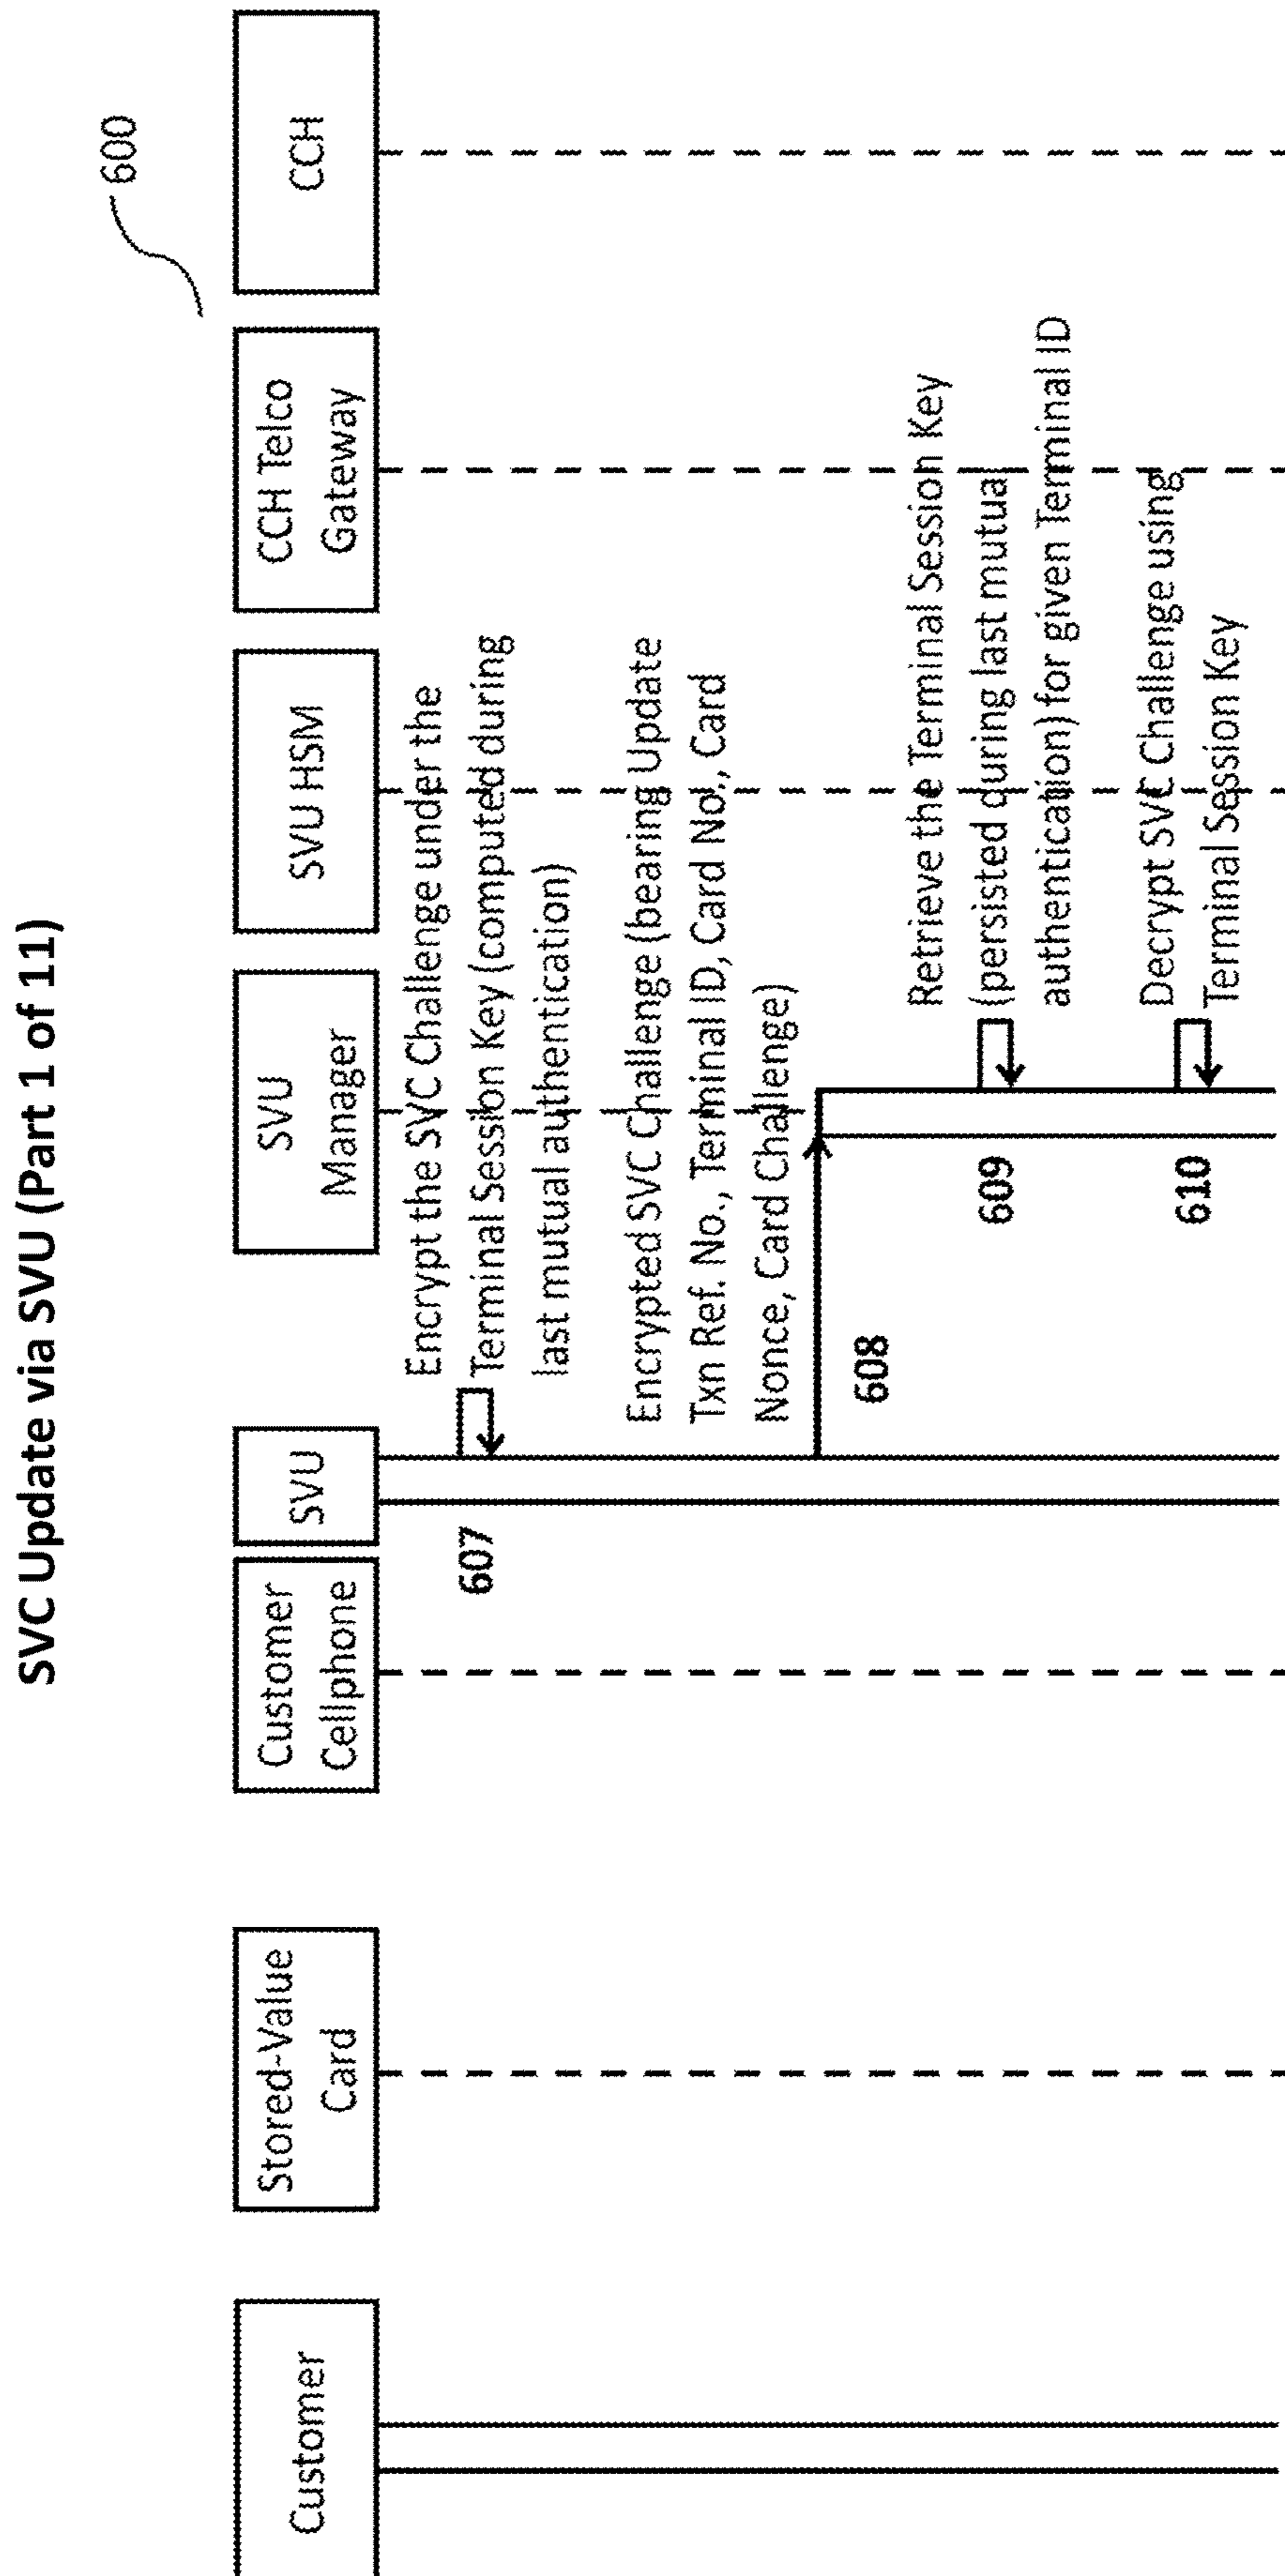 SVC Update via SVU (Part 1 of 11)
600
Customer
Stored-Value
Card
Customer
Cellphone
SVU
SVU
Manager
SVU HSM
CCH Telco
Gateway
CCH
607
Encrypt the SVC Challenge under the
Terminal Session Key (computed during
last mutual authentication)
Encrypted SVC Challenge (bearing Update
Txn Ref. No., Terminal ID, Card No., Card
Nonce, Card Challenge)
608
609
Retrieve the Terminal Session Key
(persisted during last mutual
authentication) for given Terminal ID
610
Decrypt SVC Challenge using
Terminal Session Key